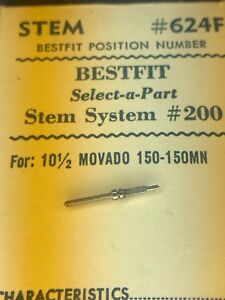 STEM #624F
BESTFIT POSITION NUMBER
BESTFIT
Select-a-Part
Stem System #200
For: 10½ MOVADO 150-150MN
CHARACTERISTICS